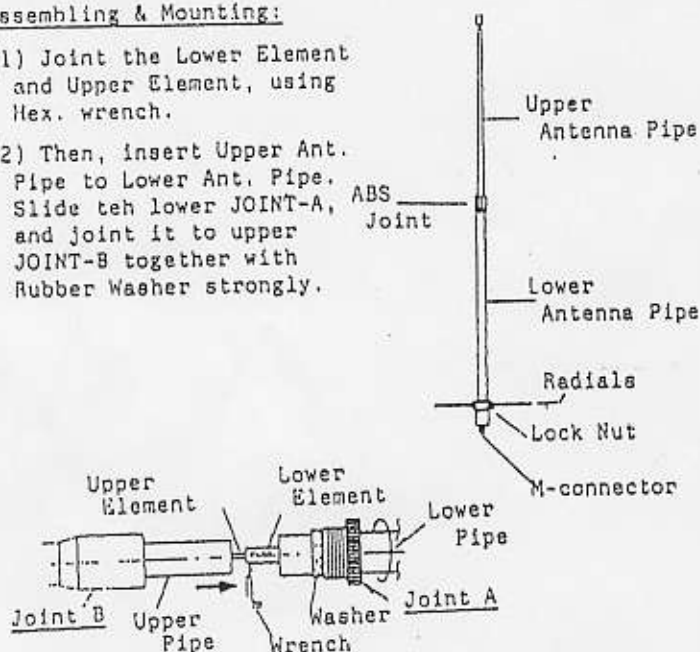 ssembling & Mounting:
1) Joint the Lower Element
and Upper Element, using
Hex. wrench.
2) Then, insert Upper Ant.
Pipe to Lower Ant. Pipe.
Slide teh lower JOINT-A,
and joint it to upper
JOINT-B together with
Rubber Washer strongly.
Upper
Antenna Pipe
ABS
Joint
Lower
Antenna Pipe
Radials
Lock Nut
M-connector
Upper
Element
Lower
Element
Lower
Pipe
Joint B
Upper
Pipe
Wrench
Washer
Joint A